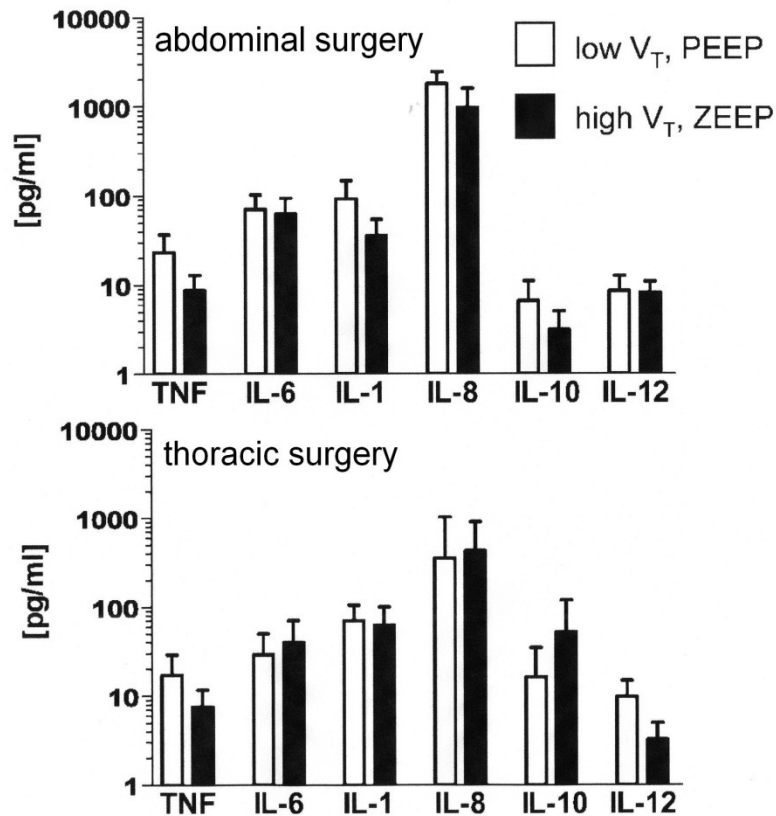 abdominal surgery
low V_T, PEEP
high V_T, ZEEP
[pg/ml]
10000
1000
100
10
1
TNF IL-6 IL-1 IL-8 IL-10 IL-12
thoracic surgery
[pg/ml]
10000
1000
100
10
1
TNF IL-6 IL-1 IL-8 IL-10 IL-12